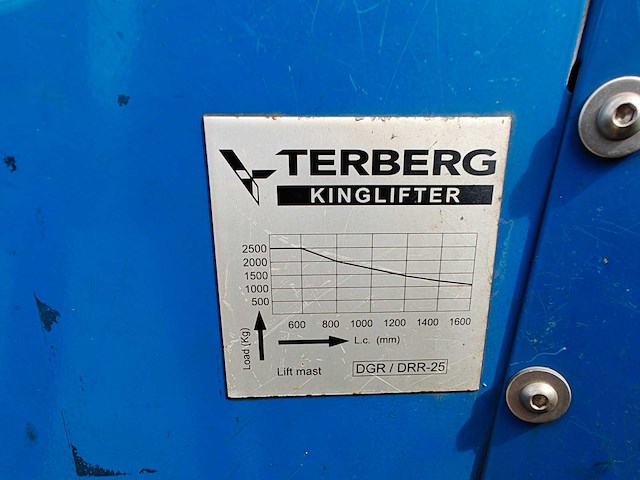 TERBERG
KINGLIFTER
2500
2000
1500
1000
500
600 800 1000 1200 1400 1600
Load (Kg)
L.c. (mm)
Lift mast DGR / DRR-25